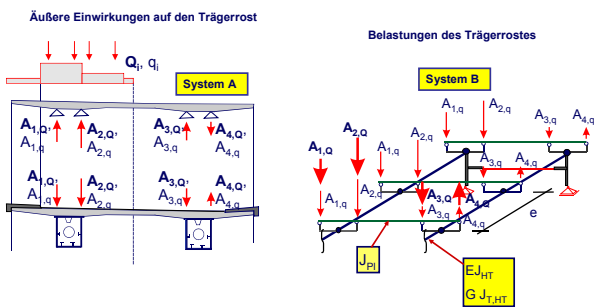 Äußere Einwirkungen auf den Trägerrost
Q_i, q_i
System A
A_1,Q, A_2,Q, A_3,Q, A_4,Q,
A_1,q A_2,q A_3,q A_4,q
A_1,Q, A_2,Q, A_3,Q, A_4,Q,
A_1,q A_2,q A_3,q A_4,q
Belastungen des Trägerrostes
System B
A_1,q A_2,q A_3,q A_4,q
A_1,Q A_2,Q
A_1,q A_2,q A_3,q A_4,q
A_3,Q A_4,Q
A_1,q A_2,q A_3,q A_4,q
e
J_Pl
EJ_HT
G J_T,HT